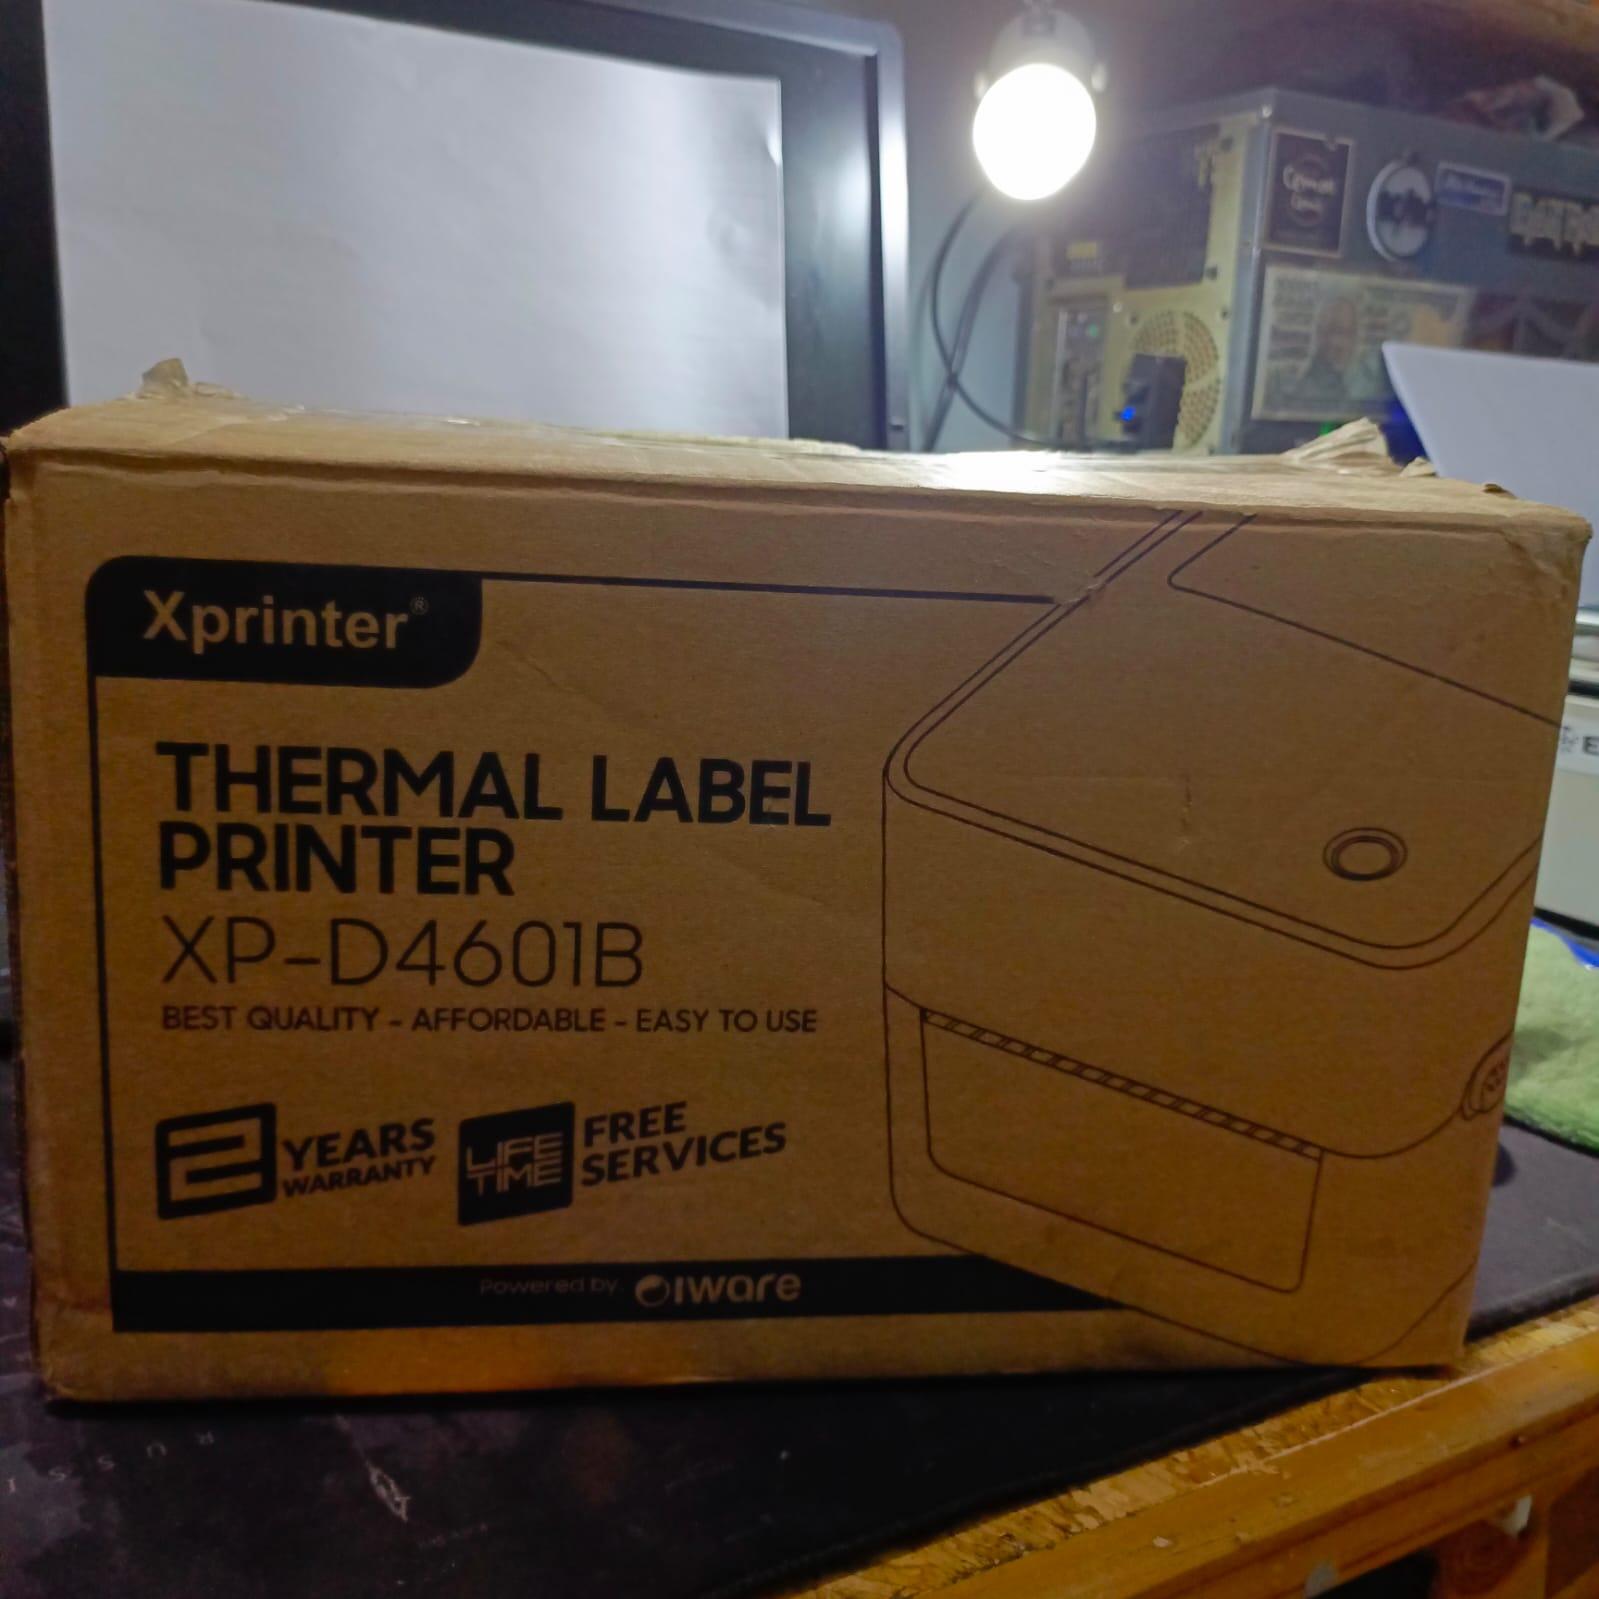 Xprinter®
THERMAL LABEL
PRINTER
XP-D4601B
BEST QUALITY - AFFORDABLE - EASY TO USE
2 YEARS
WARRANTY
LIFE
TIME
FREE
SERVICES
Powered by. iware